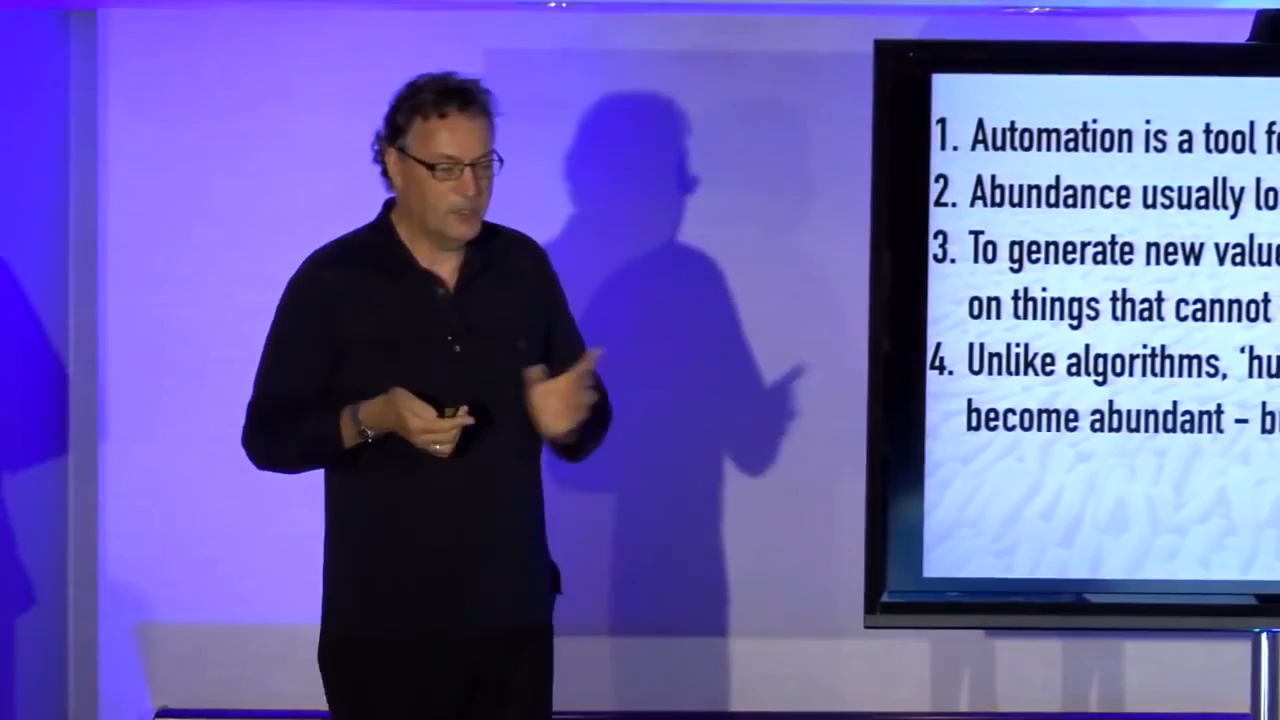 1. Automation is a tool
2. Abundance usually
3. To generate new
on things that cannot
4. Unlike algorithms,
become abundant –